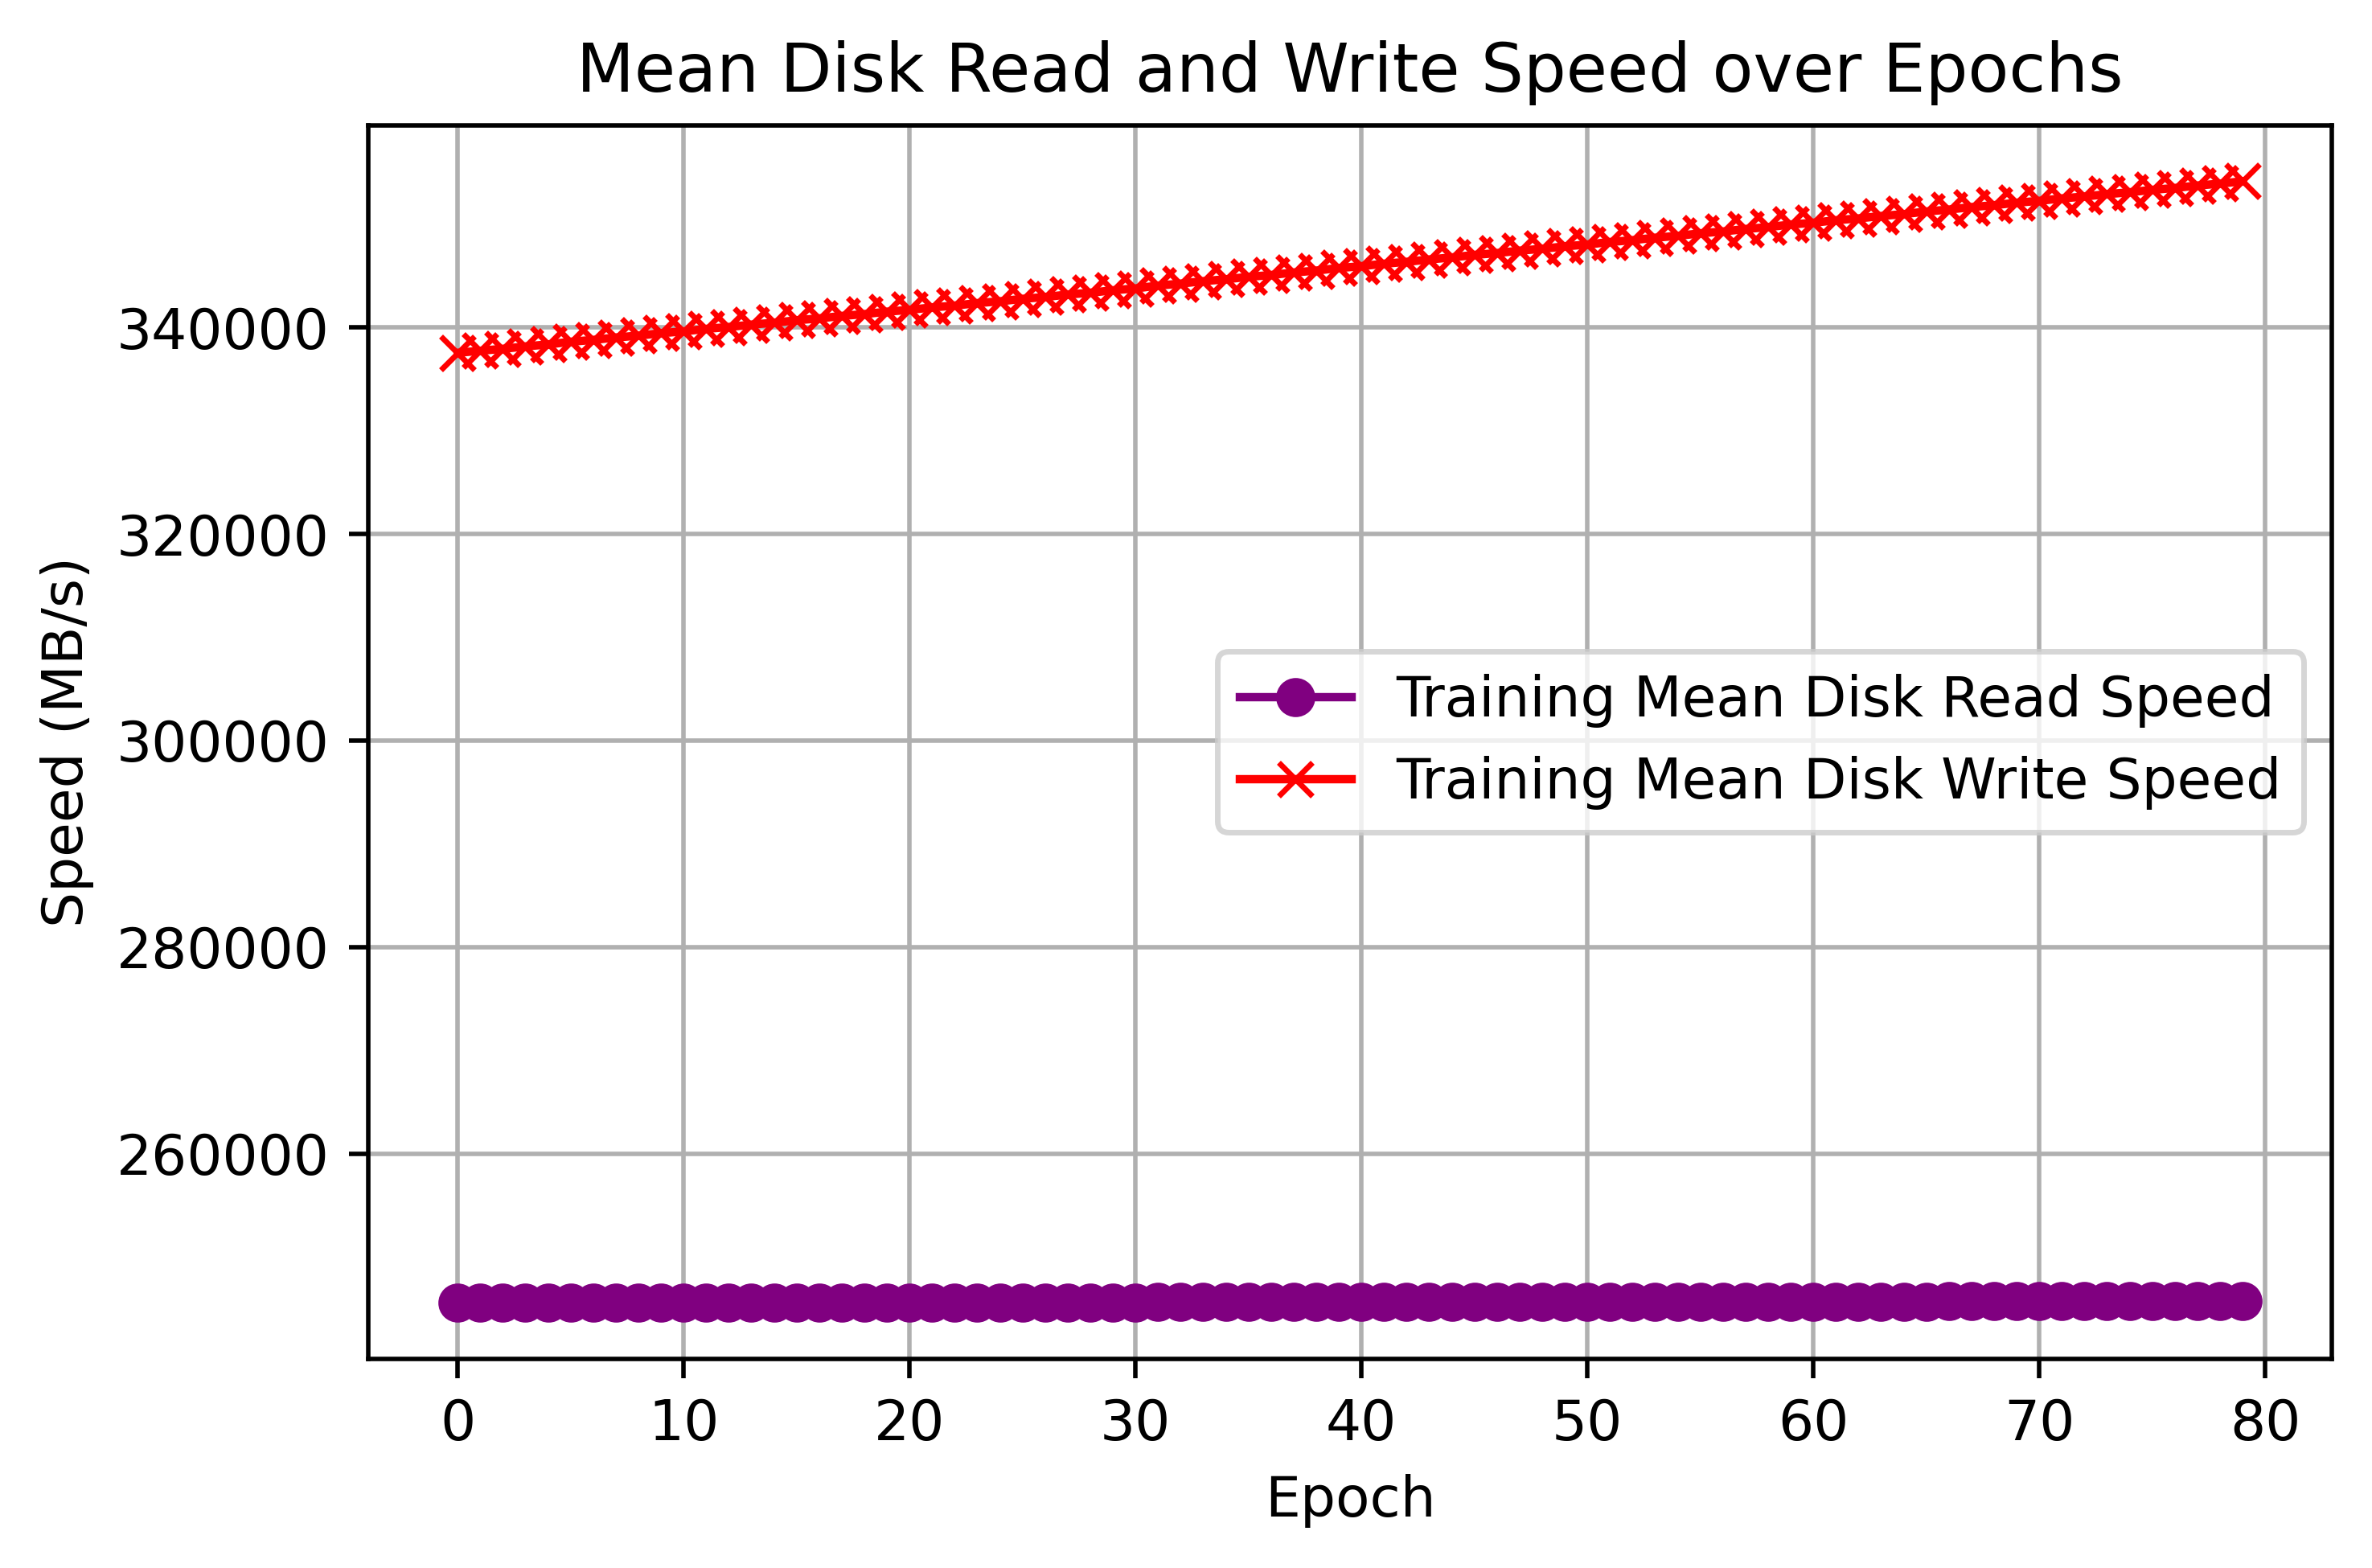 Mean Disk Read and Write Speed over Epochs
Speed (MB/s)
340000
320000
300000
280000
260000
Training Mean Disk Read Speed
Training Mean Disk Write Speed
0 10 20 30 40 50 60 70 80
Epoch